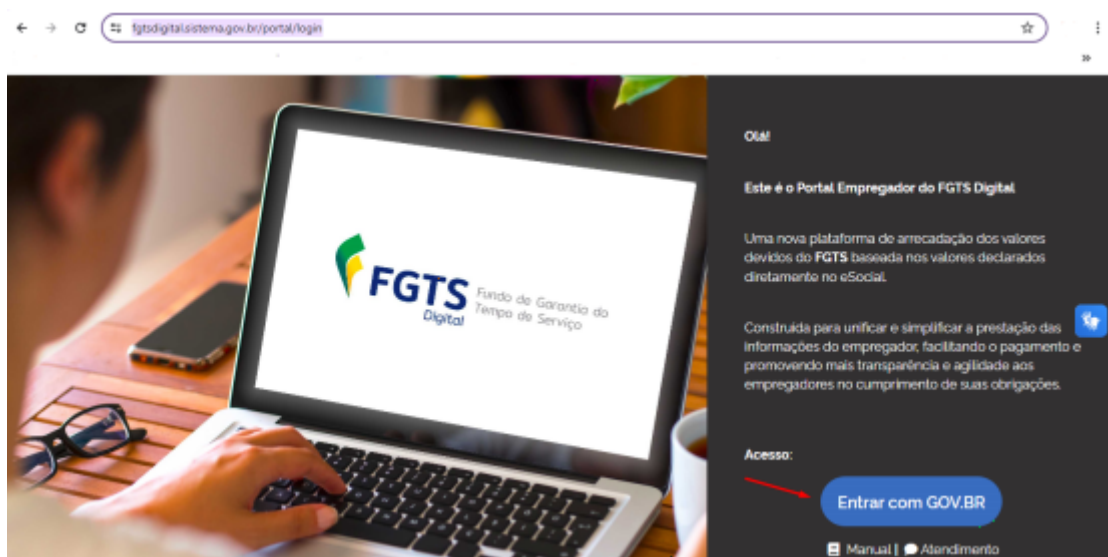 fgtsdigital.sistema.gov.br/portal/login
FGTS
Digital
Fundo de Garantia do
Tempo de Serviço
Olá!
Este é o Portal Empregador do FGTS Digital
Uma nova plataforma de arrecadação dos valores
devidos do FGTS baseada nos valores declarados
diretamente no eSocial.
Construída para unificar e simplificar a prestação das
informações do empregador, facilitando o pagamento e
promovendo mais transparência e agilidade aos
empregadores no cumprimento de suas obrigações.
Acesso:
Entrar com GOV.BR
Manual | Atendimento